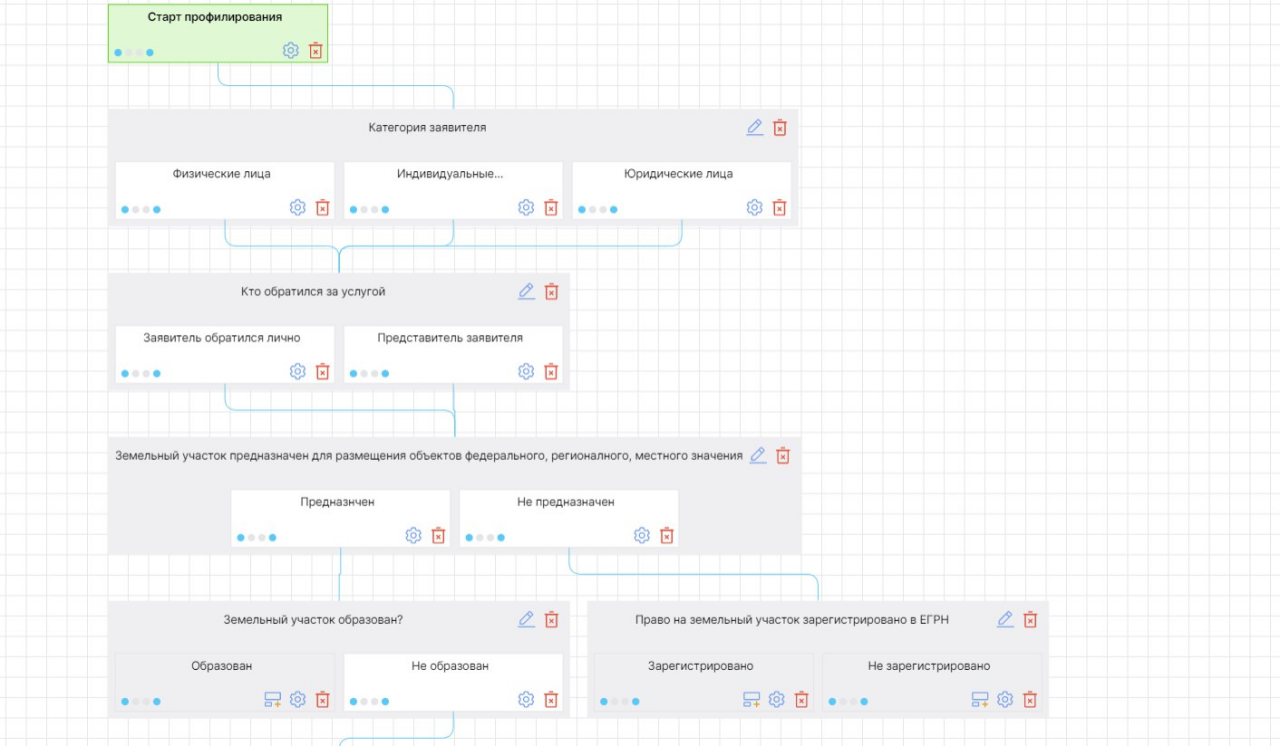 Старт профилирования
Категория заявителя
Физические лица
Индивидуальные...
Юридические лица
Кто обратился за услугой
Заявитель обратился лично
Представитель заявителя
Земельный участок предназначен для размещения объектов федерального, регионалного, местного значения
Предназнчен
Не предназначен
Земельный участок образован?
Право на земельный участок зарегистрировано в ЕГРН
Образован
Не образован
Зарегистрировано
Не зарегистрировано